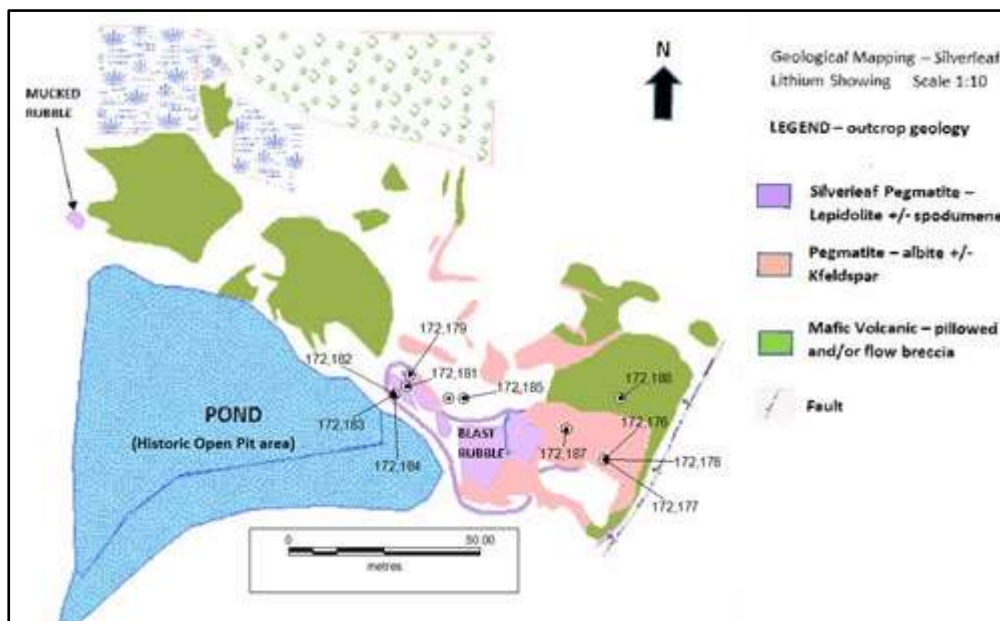 N
Geological Mapping – Silverleaf
Lithium Showing Scale 1:10
MUCKED
RUBBLE
LEGEND – outcrop geology
Silverleaf Pegmatite –
Lepidolite +/- spodumene
Pegmatite – albite +/-
Kfeldspar
Mafic Volcanic – pillowed
and/or flow breccia
Fault
172,179
172,182
172,181
172,185
172,188
172,183
POND
(Historic Open Pit area)
172,184
BLAST
RUBBLE
172,187
172,176
172,178
172,177
0
50.00
metres